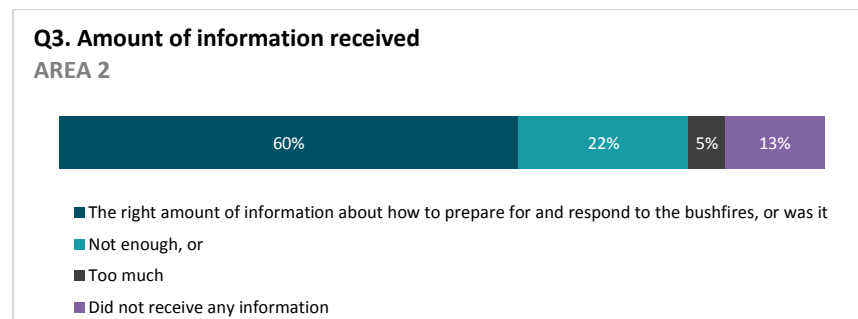 Q3. Amount of information received
AREA 2
60% 22% 5% 13%
The right amount of information about how to prepare for and respond to the bushfires, or was it
Not enough, or
Too much
Did not receive any information